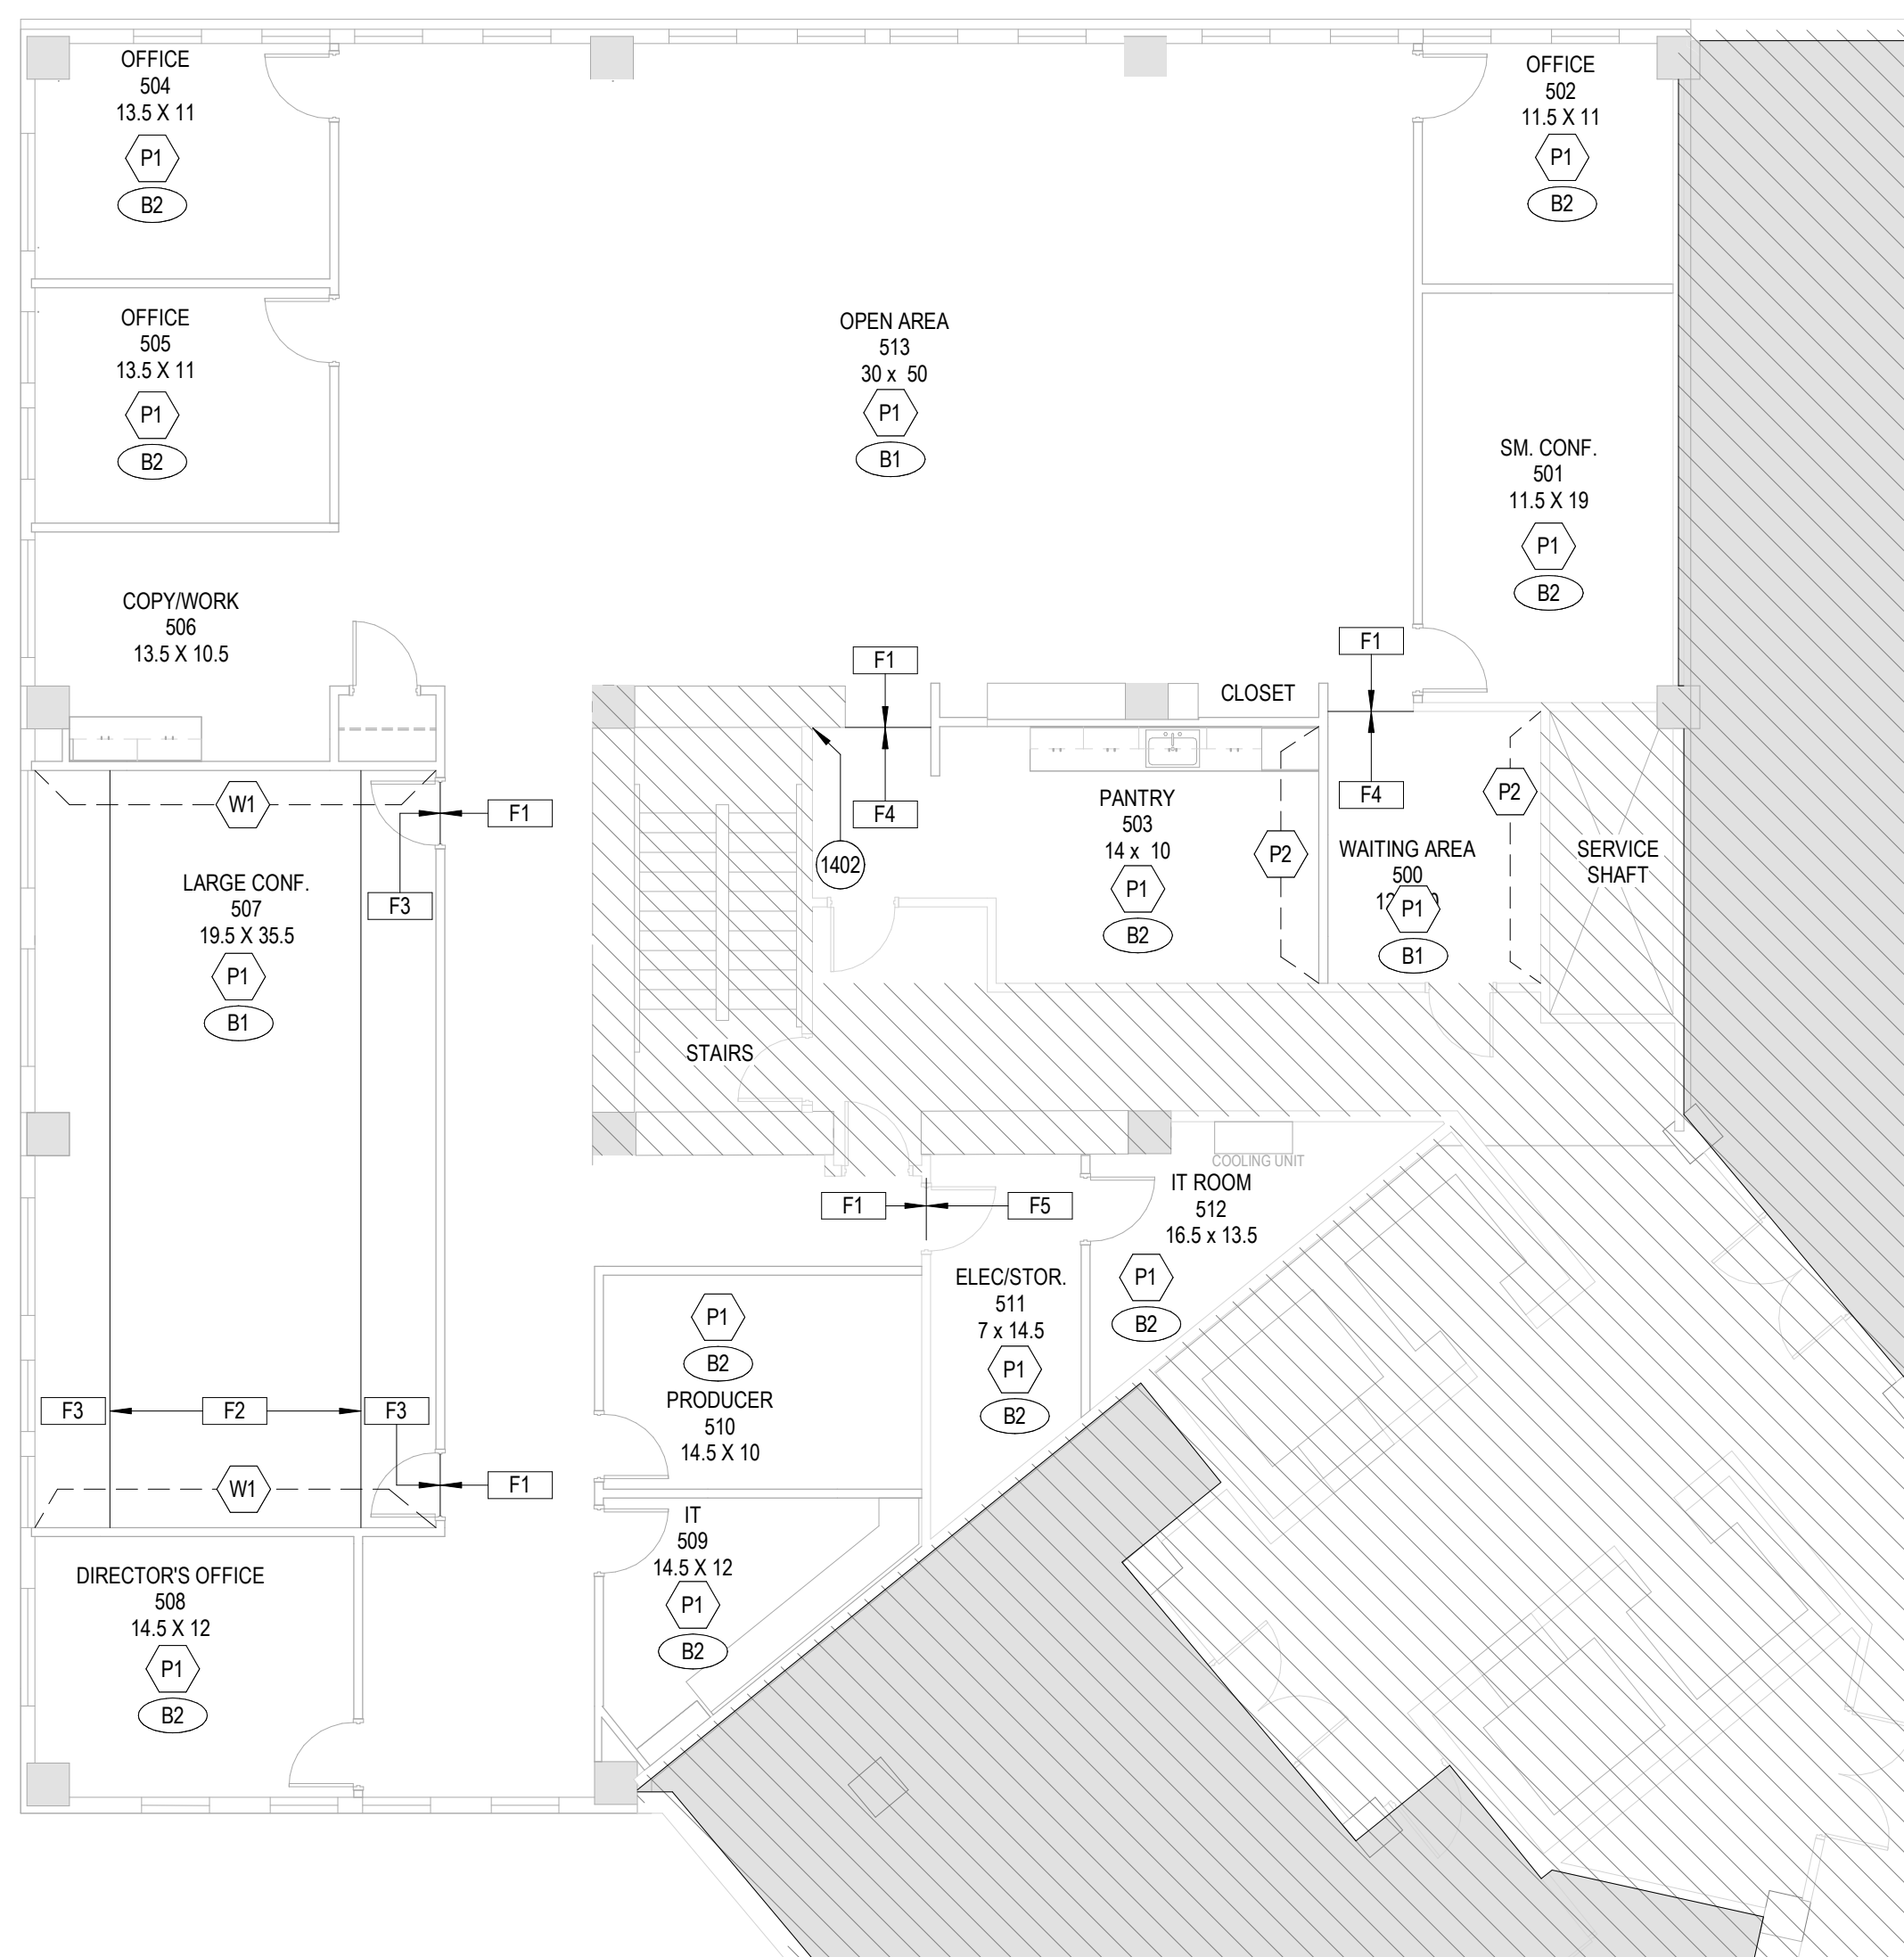 OFFICE
504
13.5 X 11
P1
B2
OFFICE
502
11.5 X 11
P1
B2
OFFICE
505
13.5 X 11
P1
B2
OPEN AREA
513
30 x 50
P1
B1
SM. CONF.
501
11.5 X 19
P1
B2
COPY/WORK
506
13.5 X 10.5
F1
F1
CLOSET
W1
F1
F3
F4
F4
1402
PANTRY
503
14 x 10
P1
B2
P2
P2
WAITING AREA
500
P1
B1
SERVICE
SHAFT
LARGE CONF.
507
19.5 X 35.5
P1
B1
STAIRS
COOLING UNIT
IT ROOM
512
16.5 x 13.5
P1
B2
F1
F5
ELEC/STOR.
511
7 x 14.5
P1
B2
P1
B2
PRODUCER
510
14.5 X 10
F3
F2
F3
F1
W1
IT
509
14.5 X 12
P1
B2
DIRECTOR'S OFFICE
508
14.5 X 12
P1
B2